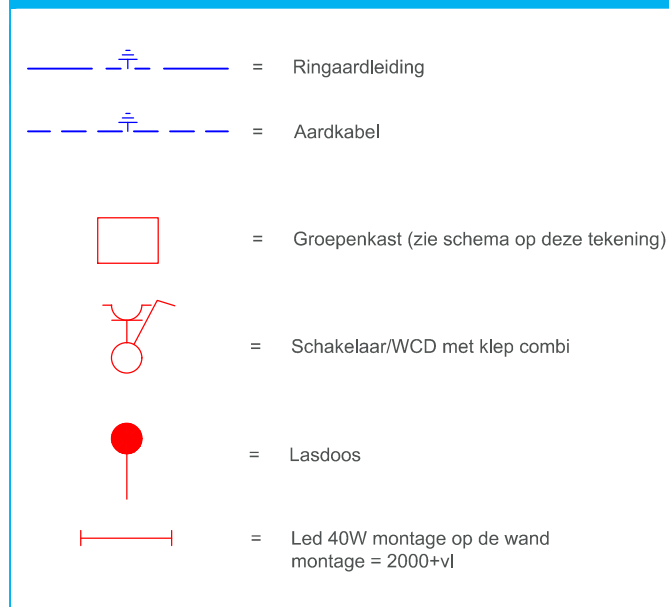 = Ringaardleiding
= Aardkabel
= Groepenkast (zie schema op deze tekening)
= Schakelaar/WCD met klep combi
= Lasdoos
= Led 40W montage op de wand
montage = 2000+vl